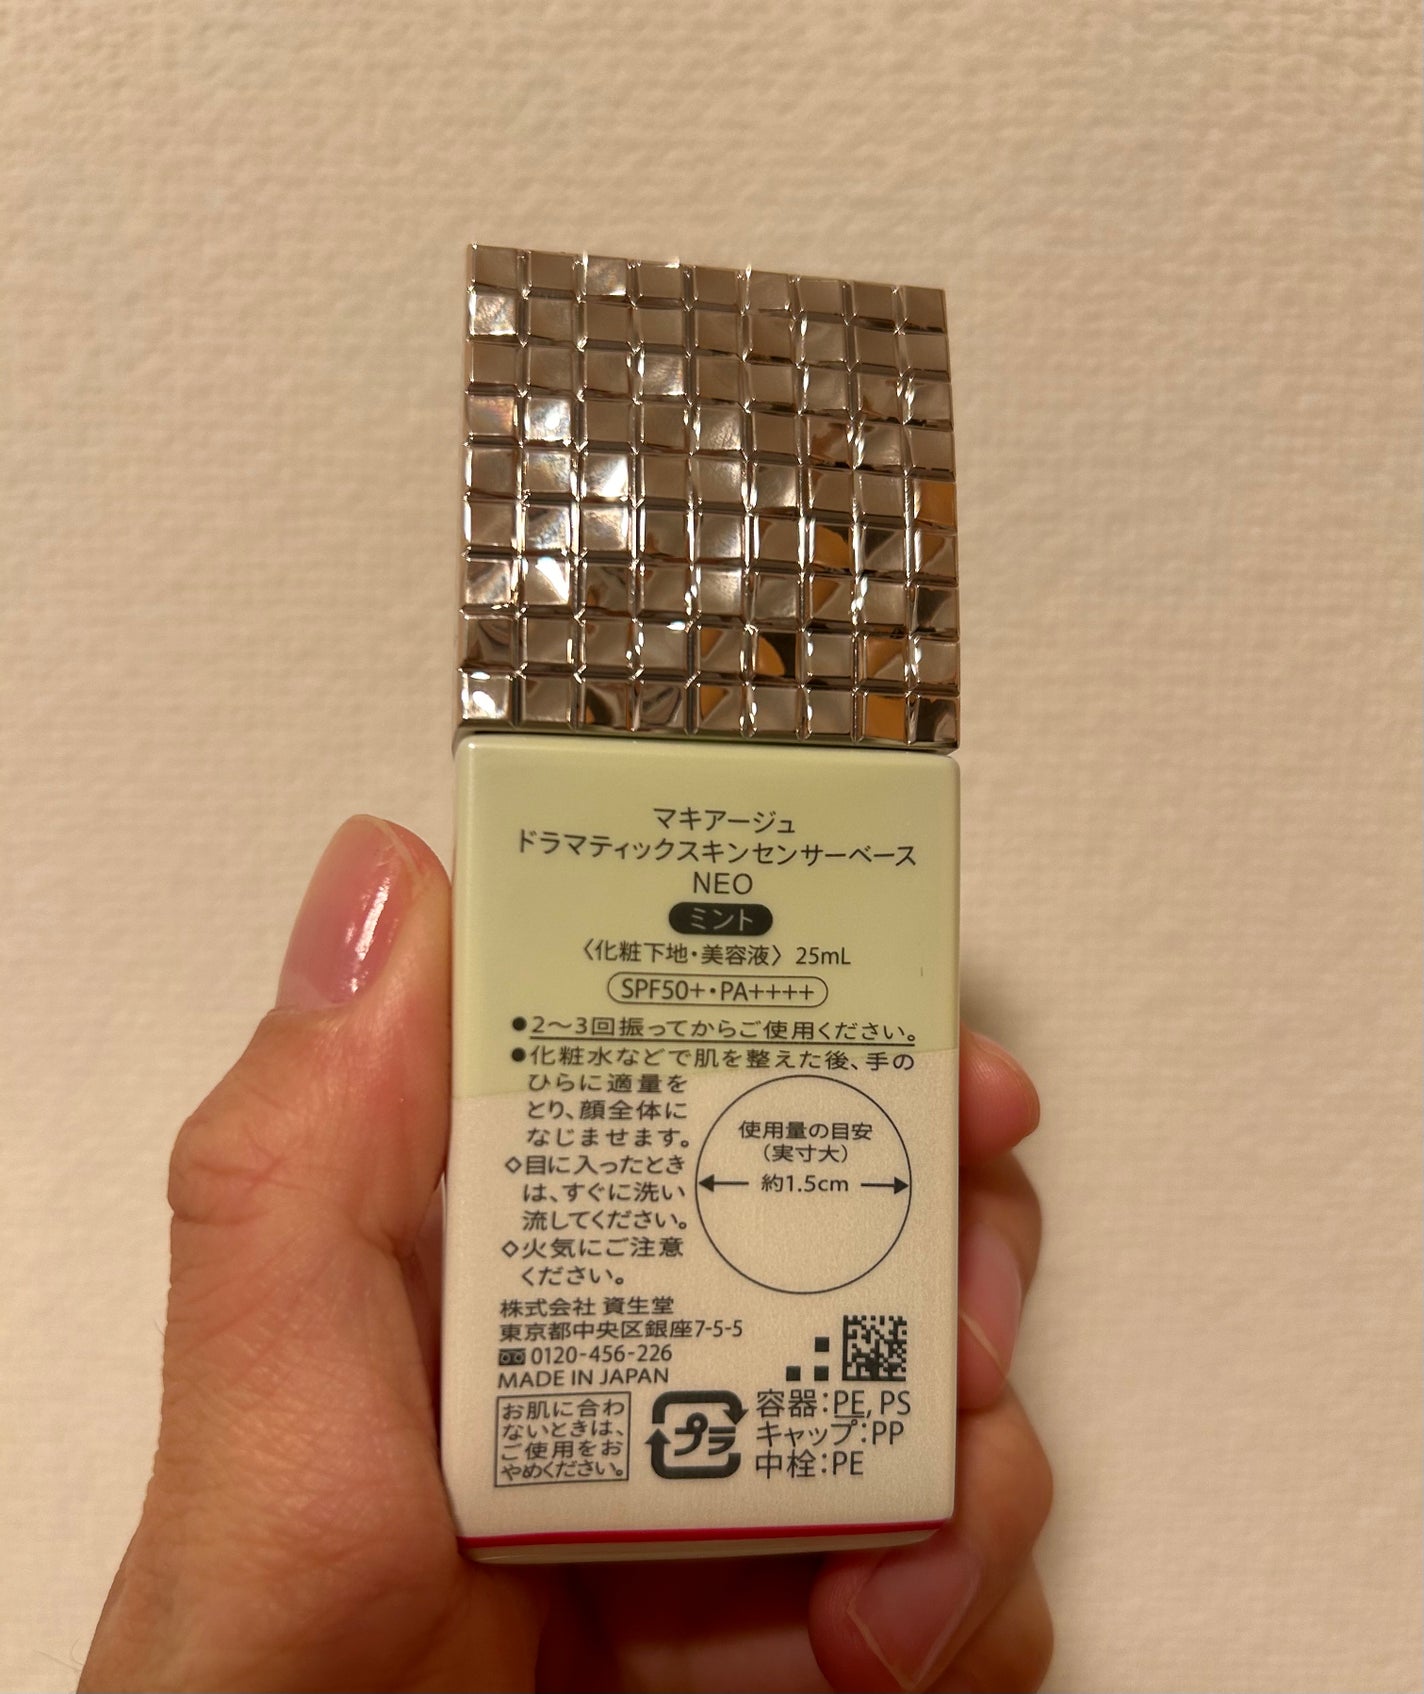 マキアージュ
ドラマティックスキンセンサーベース
NEO
ミント
〈化粧下地・美容液〉 25mL
SPF50+・PA++++
●2〜3回振ってからご使用ください。
●化粧水などで肌を整えた後、手の
ひらに適量を
とり、顔全体に
なじませます。
◇目に入ったとき
は、すぐに洗い
流してください。
◇火気にご注意
ください。
使用量の目安
（実寸大）
約1.5cm
株式会社 資生堂
東京都中央区銀座7-5-5
0120-456-226
MADE IN JAPAN
お肌に合わ
ないときは、
ご使用をお
やめください。
プラ
容器：PE, PS
キャップ：PP
中栓：PE